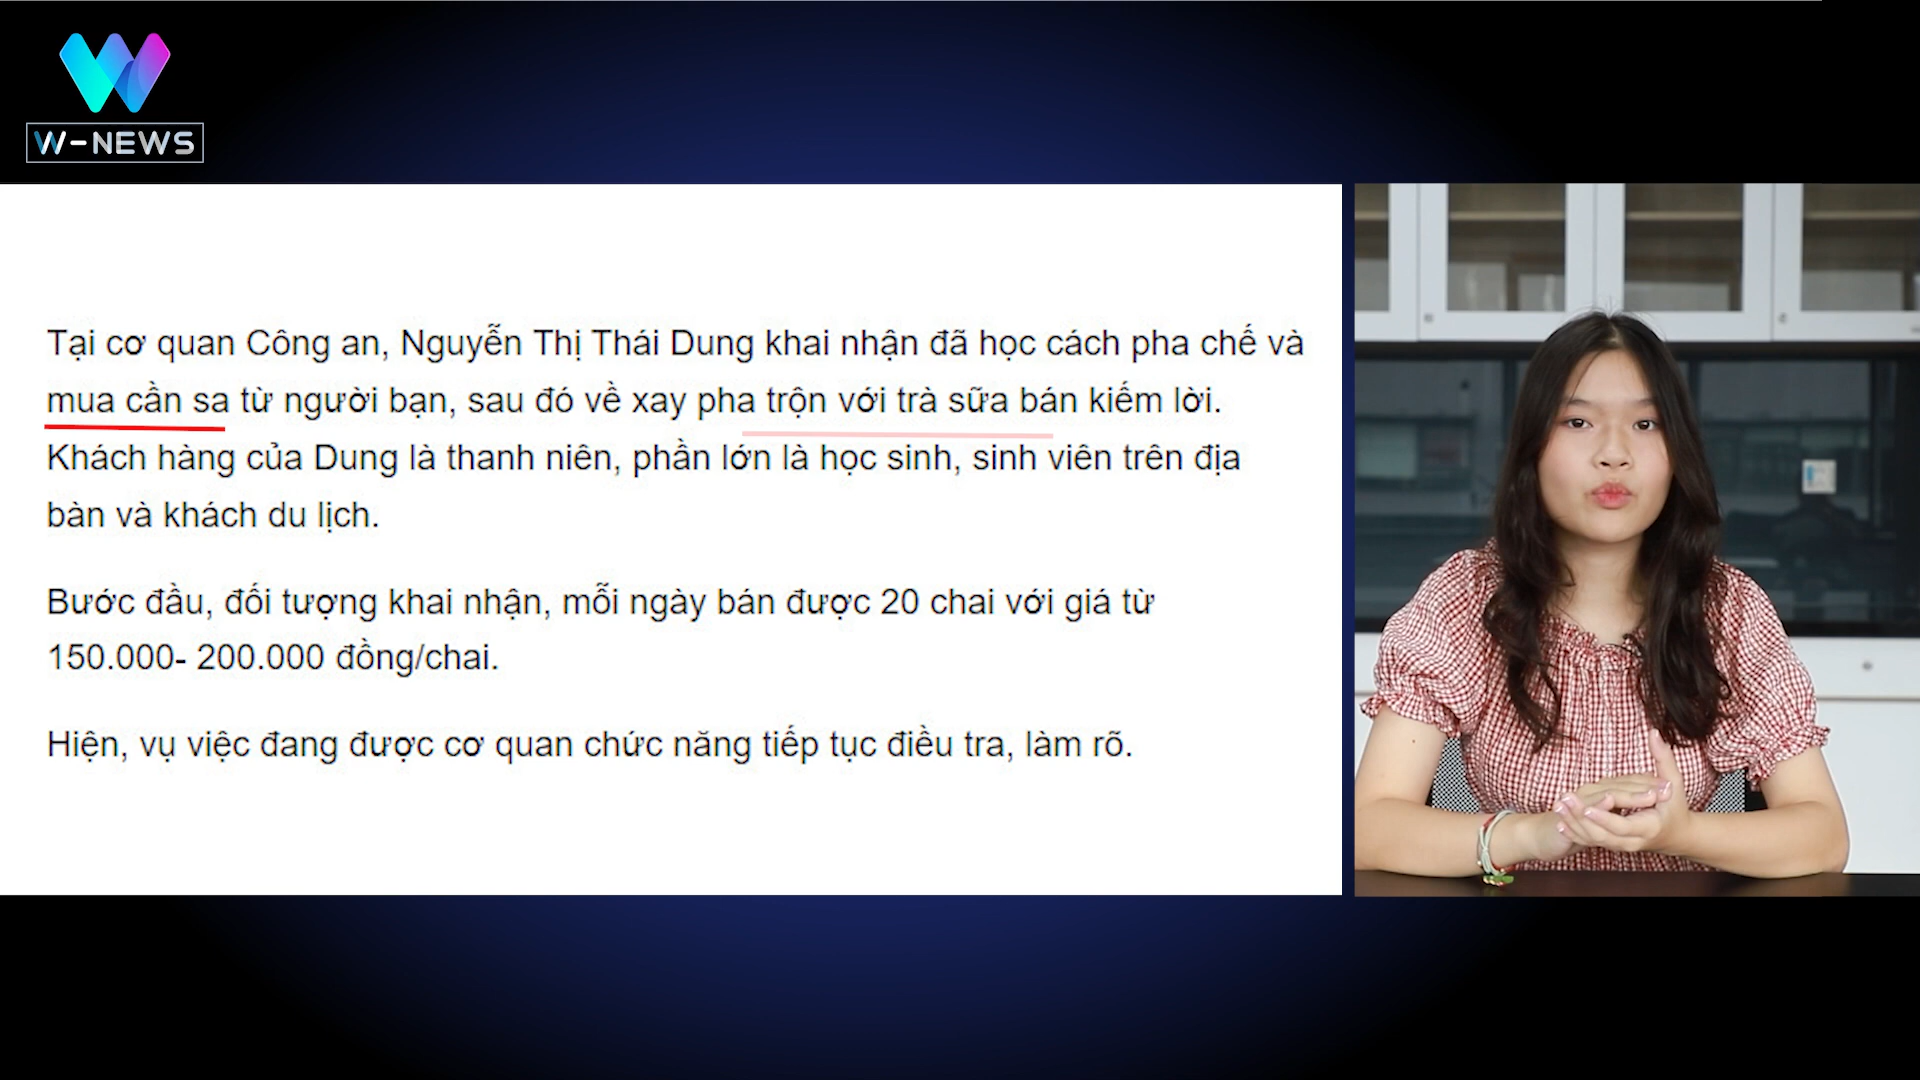 W-NEWS
Tại cơ quan Công an, Nguyễn Thị Thái Dung khai nhận đã học cách pha chế và
mua cần sa từ người bạn, sau đó về xay pha trộn với trà sữa bán kiếm lời.
Khách hàng của Dung là thanh niên, phần lớn là học sinh, sinh viên trên địa
bàn và khách du lịch.
Bước đầu, đối tượng khai nhận, mỗi ngày bán được 20 chai với giá từ
150.000- 200.000 đồng/chai.
Hiện, vụ việc đang được cơ quan chức năng tiếp tục điều tra, làm rõ.